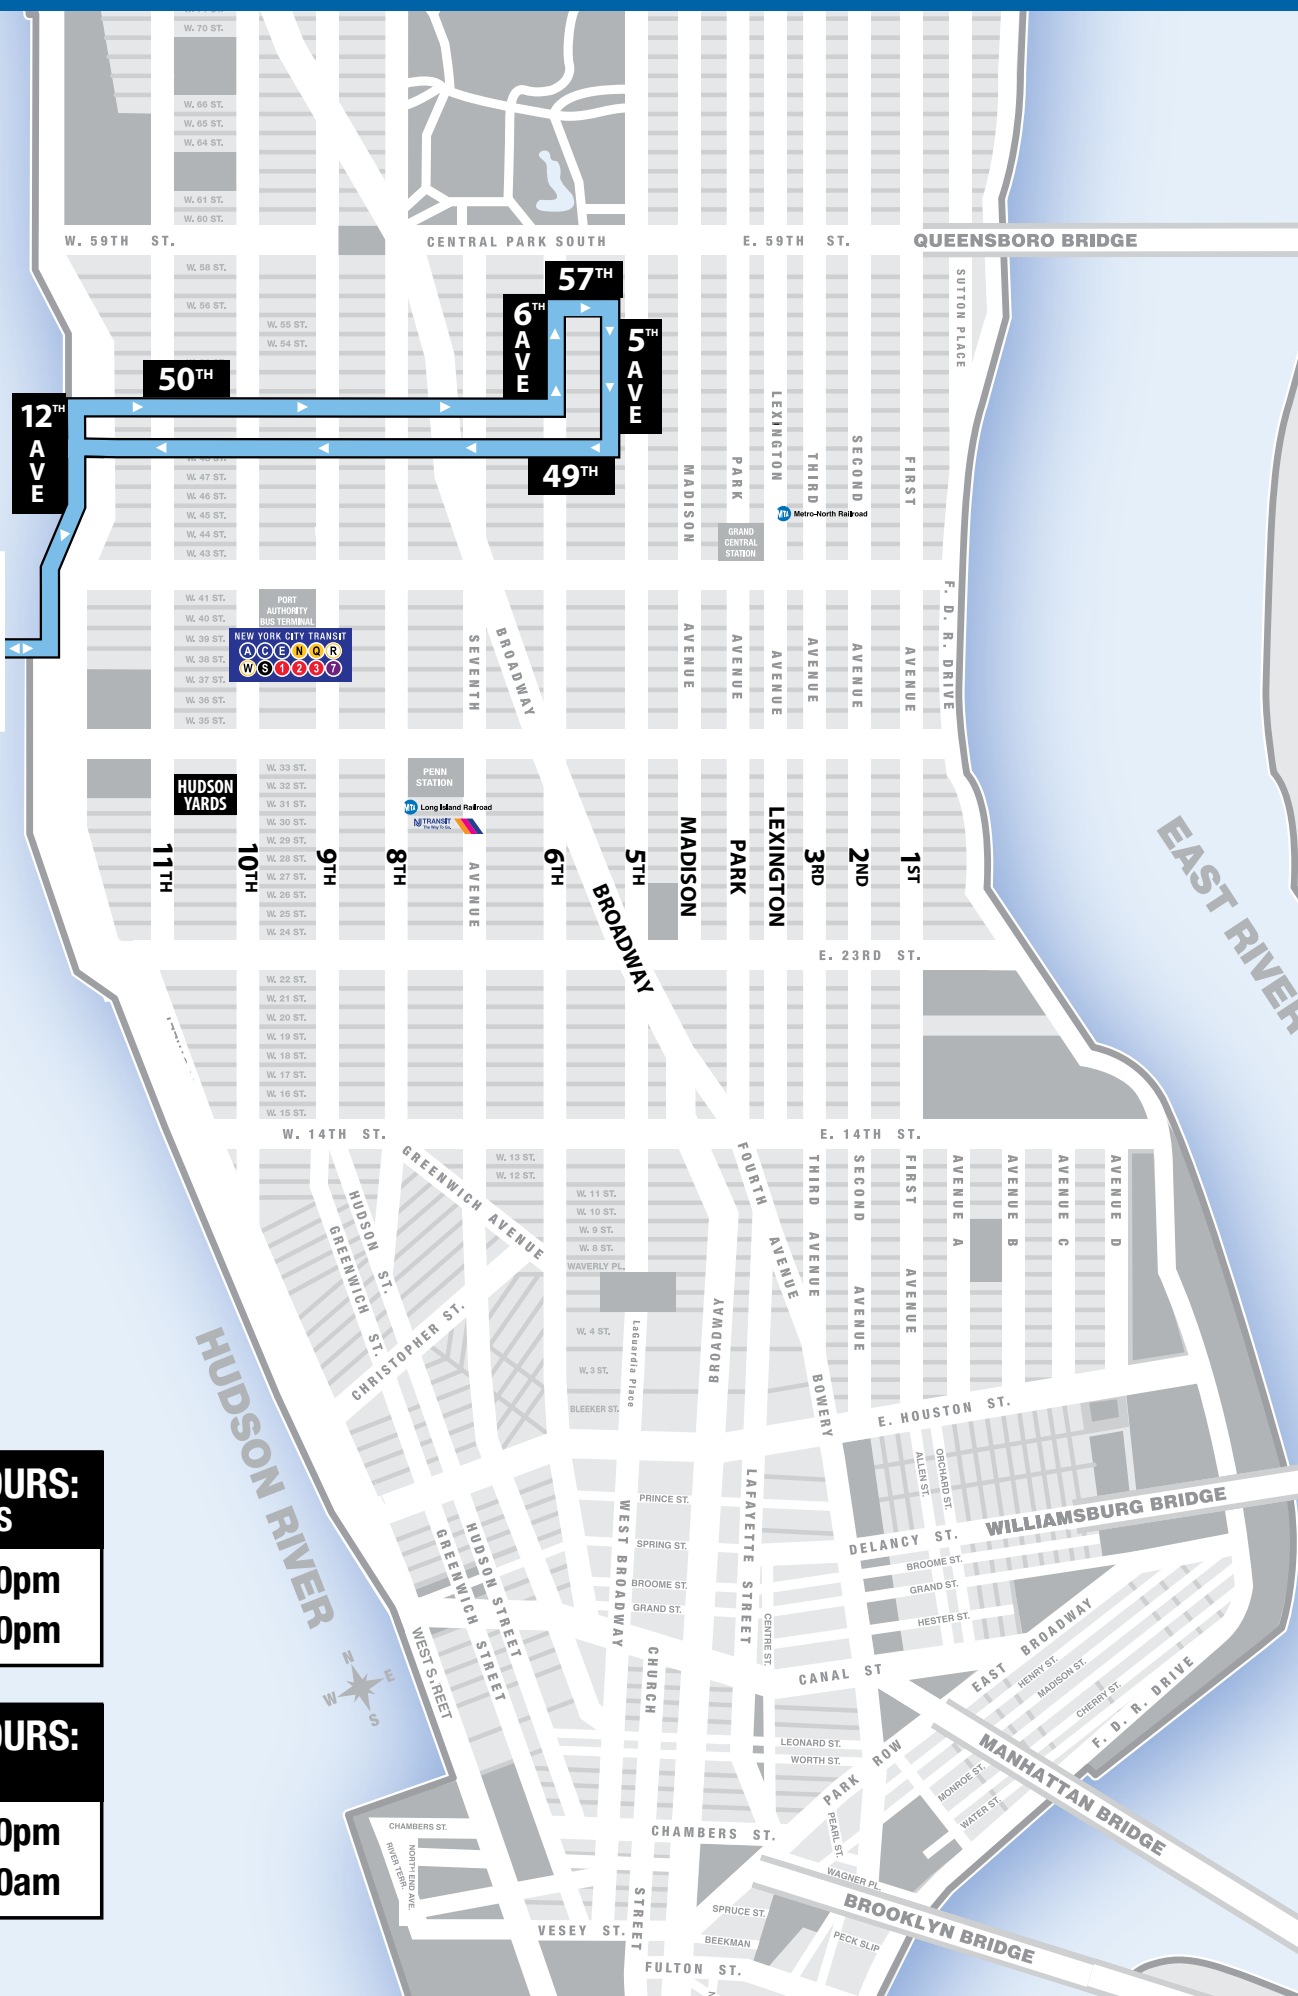 W. 70 ST.
W. 66 ST.
W. 65 ST.
W. 64 ST.
W. 61 ST.
W. 60 ST.
W. 59TH ST.
CENTRAL PARK SOUTH
E. 59TH ST.
QUEENSBORO BRIDGE
W. 58 ST.
W. 56 ST.
W. 55 ST.
W. 54 ST.
SUTTON PLACE
57TH
6TH AVE
5TH AVE
50TH
12TH AVE
49TH
W. 47 ST.
W. 46 ST.
W. 45 ST.
W. 44 ST.
W. 43 ST.
MADISON
PARK
LEXINGTON
THIRD
SECOND
FIRST
MTA Metro-North Railroad
GRAND
CENTRAL
STATION
W. 41 ST.
W. 40 ST.
W. 39 ST.
W. 38 ST.
W. 37 ST.
W. 36 ST.
W. 35 ST.
PORT
AUTHORITY
BUS TERMINAL
NEW YORK CITY TRANSIT
A C E N Q R
W S 1 2 3 7
SEVENTH
BROADWAY
AVENUE
AVENUE
AVENUE
AVENUE
AVENUE
AVENUE
F. D. R. DRIVE
HUDSON
YARDS
W. 33 ST.
W. 32 ST.
W. 31 ST.
W. 30 ST.
W. 29 ST.
W. 28 ST.
W. 27 ST.
W. 26 ST.
W. 25 ST.
W. 24 ST.
PENN
STATION
MTA Long Island Railroad
NJ TRANSIT
The Way To Go.
11TH
10TH
9TH
8TH
AVENUE
6TH
5TH
BROADWAY
MADISON
PARK
LEXINGTON
3RD
2ND
1ST
EAST RIVER
E. 23RD ST.
W. 22 ST.
W. 21 ST.
W. 20 ST.
W. 19 ST.
W. 18 ST.
W. 17 ST.
W. 16 ST.
W. 15 ST.
W. 14TH ST.
E. 14TH ST.
GREENWICH AVENUE
W. 13 ST.
W. 12 ST.
W. 11 ST.
W. 10 ST.
W. 9 ST.
W. 8 ST.
WAVERLY PL.
W. 4 ST.
W. 3 ST.
BLEEKER ST.
HUDSON ST.
GREENWICH ST.
CHRISTOPHER ST.
LaGuardia Place
BROADWAY
FOURTH AVENUE
THIRD AVENUE
SECOND AVENUE
FIRST AVENUE
AVENUE A
AVENUE B
AVENUE C
AVENUE D
BOWERY
E. HOUSTON ST.
HUDSON RIVER
OURS:
S
0pm
0pm
OURS:
0pm
0am
N
E
W
S
PRINCE ST.
SPRING ST.
BROOME ST.
GRAND ST.
WEST BROADWAY
LAFAYETTE STREET
HUDSON STREET
GREENWICH STREET
WEST STREET
CENTRE ST.
ALLEN ST.
ORCHARD ST.
WILLIAMSBURG BRIDGE
DELANCY ST.
BROOME ST.
GRAND ST.
HESTER ST.
CANAL ST
EAST BROADWAY
HENRY ST.
MADISON ST.
CHERRY ST.
F. D. R. DRIVE
CHURCH STREET
LEONARD ST.
WORTH ST.
PARK ROW
MONROE ST.
WATER ST.
MANHATTAN BRIDGE
CHAMBERS ST.
RIVER TERR.
NORTH END AVE.
CHAMBERS ST.
PEARL ST.
WAGNER PL.
BROOKLYN BRIDGE
VESEY ST.
SPRUCE ST.
BEEKMAN
PECK SLIP
FULTON ST.